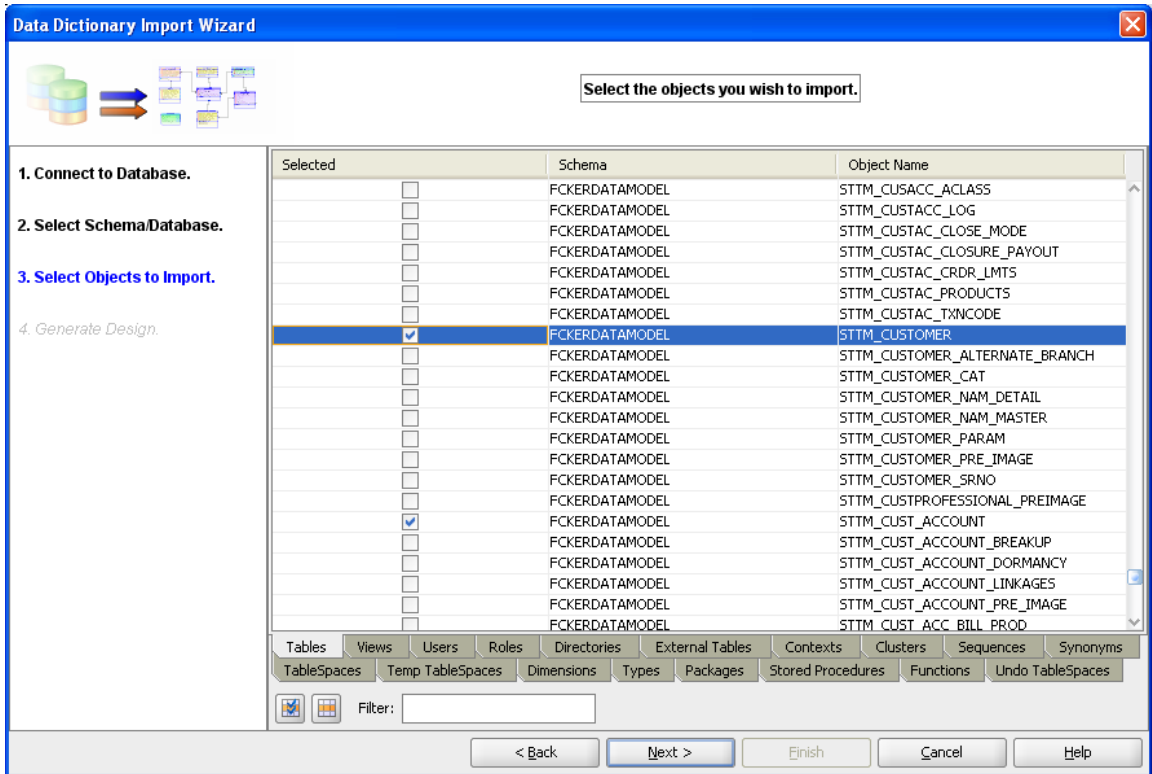 Data Dictionary Import Wizard
Select the objects you wish to import.
1. Connect to Database.
2. Select Schema/Database.
3. Select Objects to Import.
4. Generate Design.
Selected Schema Object Name
FCKERDATAMODEL STTM_CUSACC_ACLASS
FCKERDATAMODEL STTM_CUSTACC_LOG
FCKERDATAMODEL STTM_CUSTAC_CLOSE_MODE
FCKERDATAMODEL STTM_CUSTAC_CLOSURE_PAYOUT
FCKERDATAMODEL STTM_CUSTAC_CRDR_LMTS
FCKERDATAMODEL STTM_CUSTAC_PRODUCTS
FCKERDATAMODEL STTM_CUSTAC_TXNCODE
FCKERDATAMODEL STTM_CUSTOMER
FCKERDATAMODEL STTM_CUSTOMER_ALTERNATE_BRANCH
FCKERDATAMODEL STTM_CUSTOMER_CAT
FCKERDATAMODEL STTM_CUSTOMER_NAM_DETAIL
FCKERDATAMODEL STTM_CUSTOMER_NAM_MASTER
FCKERDATAMODEL STTM_CUSTOMER_PARAM
FCKERDATAMODEL STTM_CUSTOMER_PRE_IMAGE
FCKERDATAMODEL STTM_CUSTOMER_SRNO
FCKERDATAMODEL STTM_CUSTPROFESSIONAL_PREIMAGE
FCKERDATAMODEL STTM_CUST_ACCOUNT
FCKERDATAMODEL STTM_CUST_ACCOUNT_BREAKUP
FCKERDATAMODEL STTM_CUST_ACCOUNT_DORMANCY
FCKERDATAMODEL STTM_CUST_ACCOUNT_LINKAGES
FCKERDATAMODEL STTM_CUST_ACCOUNT_PRE_IMAGE
FCKERDATAMODEL STTM_CUST_ACC_BILL_PROD
Tables Views Users Roles Directories External Tables Contexts Clusters Sequences Synonyms
TableSpaces Temp TableSpaces Dimensions Types Packages Stored Procedures Functions Undo TableSpaces
Filter:
< Back Next > Finish Cancel Help